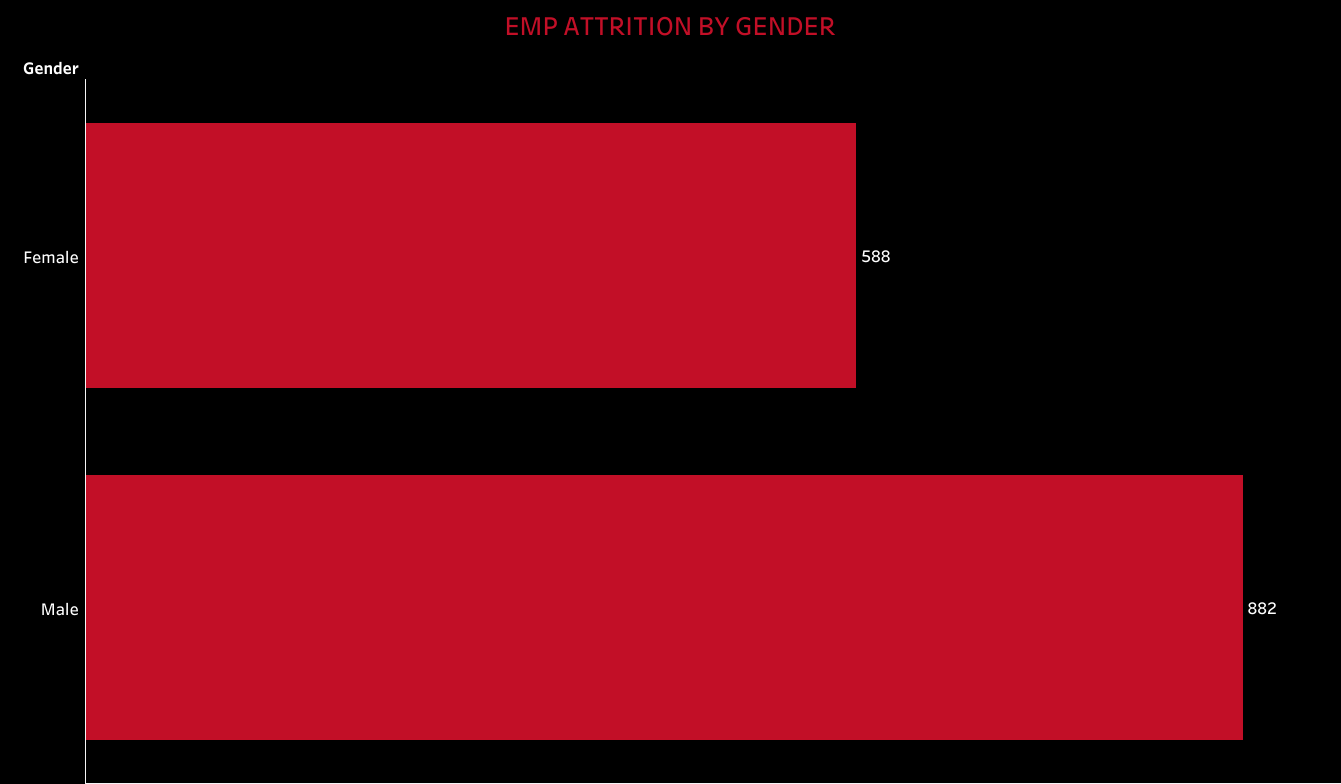 EMP ATTRITION BY GENDER
Gender
Female 588
Male 882